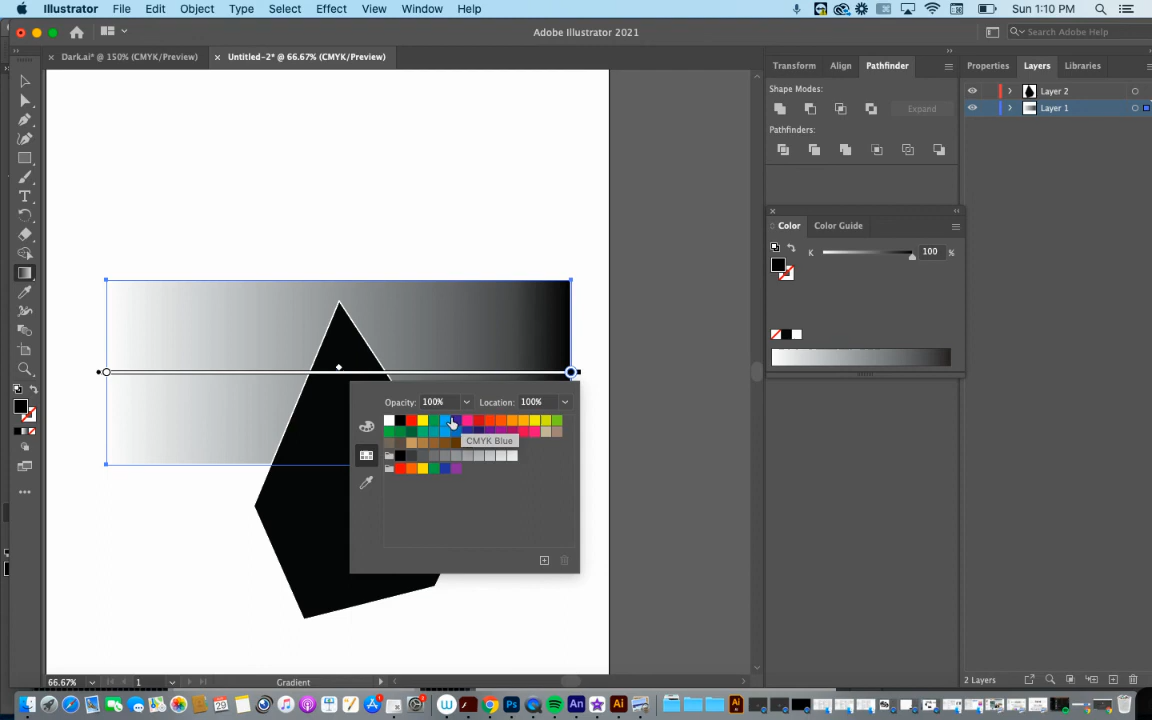 Illustrator File Edit Object Type Select Effect View Window Help
Sun 1:10 PM
Adobe Illustrator 2021
Search Adobe Help
Dark.ai* @ 150% (CMYK/Preview)
Untitled-2* @ 66.67% (CMYK/Preview)
Transform Align Pathfinder
Properties Layers Libraries
Shape Modes:
Expand
Pathfinders:
Layer 2
Layer 1
Color Color Guide
K 100 %
Opacity: 100% Location: 100%
CMYK Blue
66.67% 1 Gradient
2 Layers